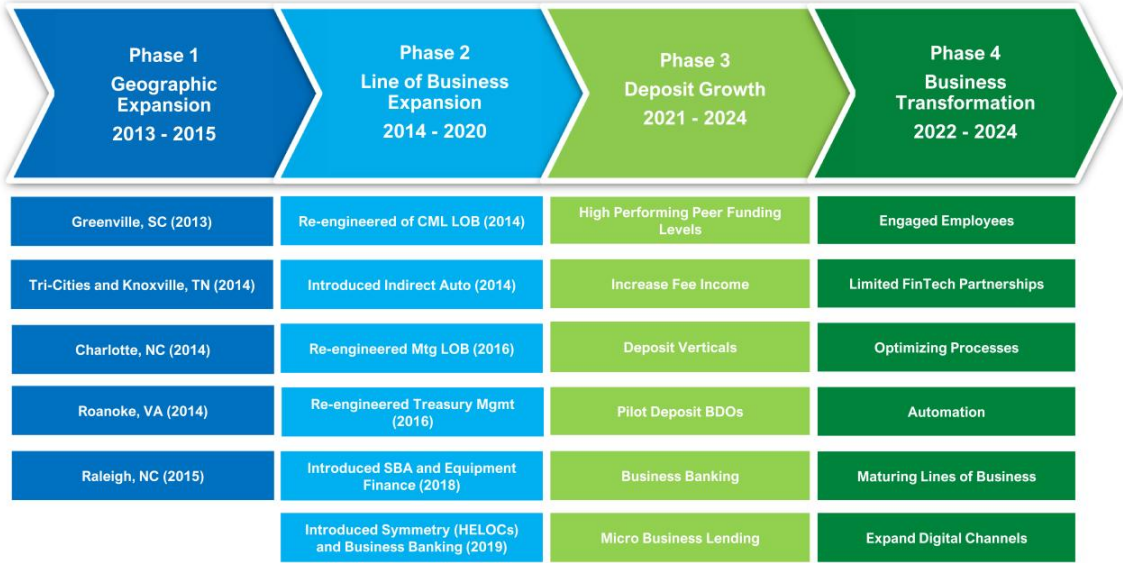 Phase 1
Geographic
Expansion
2013 - 2015
Phase 2
Line of Business
Expansion
2014 - 2020
Phase 3
Deposit Growth
2021 - 2024
Phase 4
Business
Transformation
2022 - 2024
Greenville, SC (2013)
Tri-Cities and Knoxville, TN (2014)
Charlotte, NC (2014)
Roanoke, VA (2014)
Raleigh, NC (2015)
Re-engineered of CML LOB (2014)
Introduced Indirect Auto (2014)
Re-engineered Mtg LOB (2016)
Re-engineered Treasury Mgmt
(2016)
Introduced SBA and Equipment
Finance (2018)
Introduced Symmetry (HELOCs)
and Business Banking (2019)
High Performing Peer Funding
Levels
Increase Fee Income
Deposit Verticals
Pilot Deposit BDOs
Business Banking
Micro Business Lending
Engaged Employees
Limited FinTech Partnerships
Optimizing Processes
Automation
Maturing Lines of Business
Expand Digital Channels